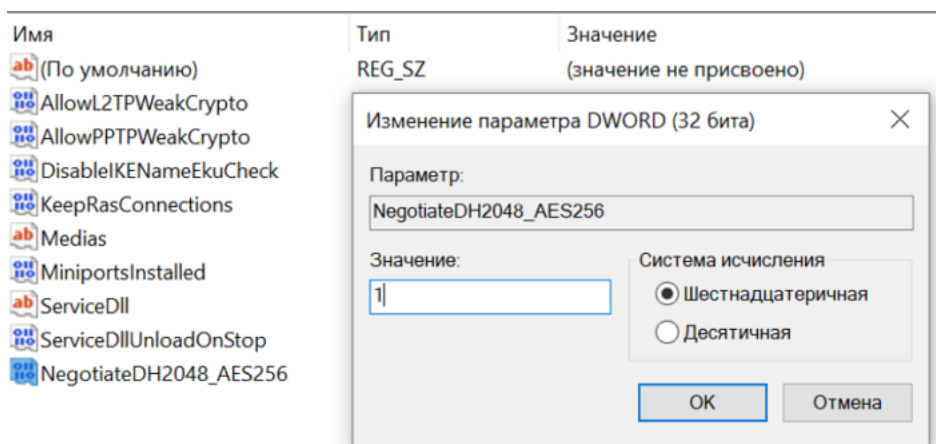 Имя Тип Значение
(По умолчанию) REG_SZ (значение не присвоено)
AllowL2TPWeakCrypto
AllowPPTPWeakCrypto
DisableIKENameEkuCheck
KeepRasConnections
Medias
MiniportsInstalled
ServiceDll
ServiceDllUnloadOnStop
NegotiateDH2048_AES256
Изменение параметра DWORD (32 бита)
Параметр:
NegotiateDH2048_AES256
Значение:
1
Система исчисления
Шестнадцатеричная
Десятичная
OK Отмена